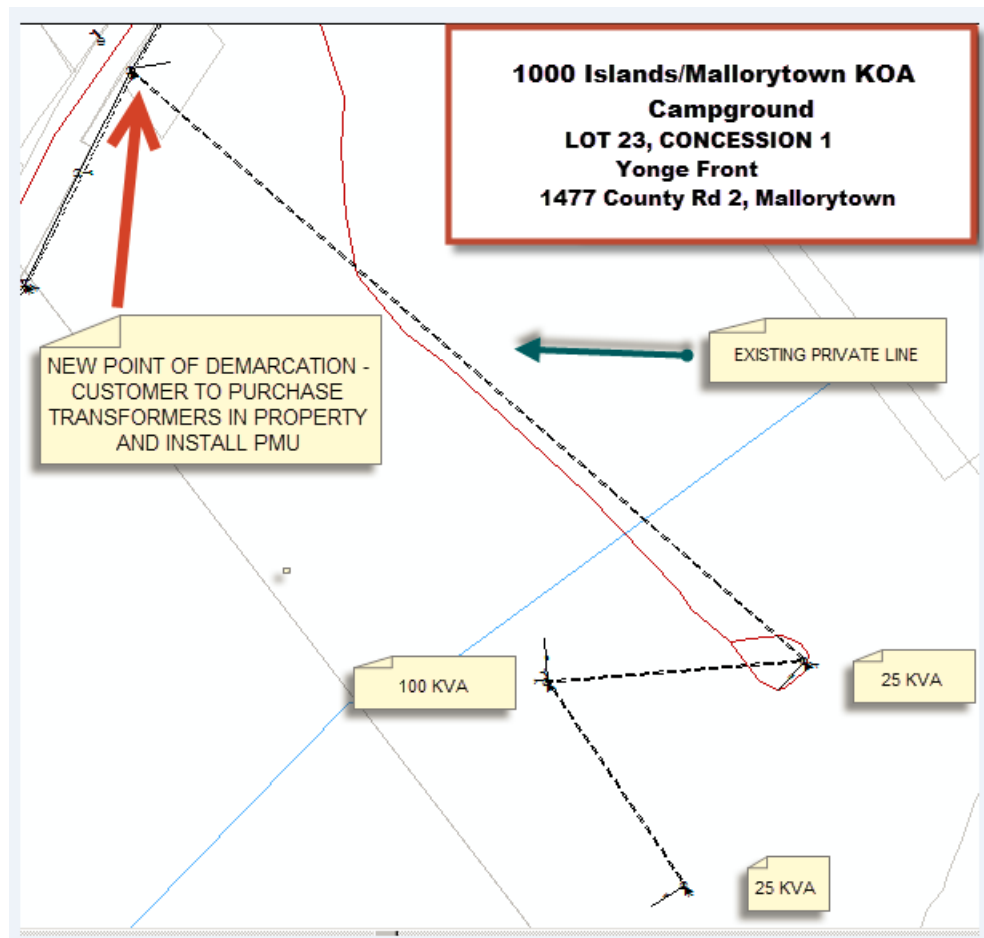 1000 Islands/Mallorytown KOA
Campground
LOT 23, CONCESSION 1
Yonge Front
1477 County Rd 2, Mallorytown
NEW POINT OF DEMARCATION -
CUSTOMER TO PURCHASE
TRANSFORMERS IN PROPERTY
AND INSTALL PMU
EXISTING PRIVATE LINE
100 KVA
25 KVA
25 KVA